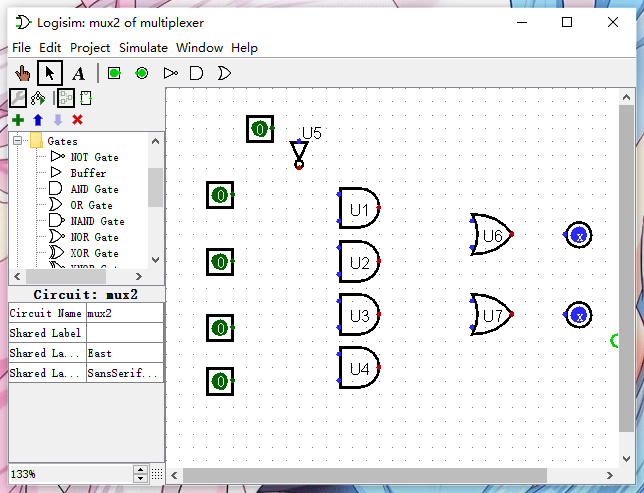 Logisim: mux2 of multiplexer
File Edit Project Simulate Window Help
A
Gates
NOT Gate
Buffer
AND Gate
OR Gate
NAND Gate
NOR Gate
XOR Gate
XNOR Gate
Circuit: mux2
Circuit Name mux2
Shared Label
Shared La... East
Shared La... SansSerif...
133%
0
U5
0
U1
U6
x
0
U2
0
U3
U7
x
0
U4